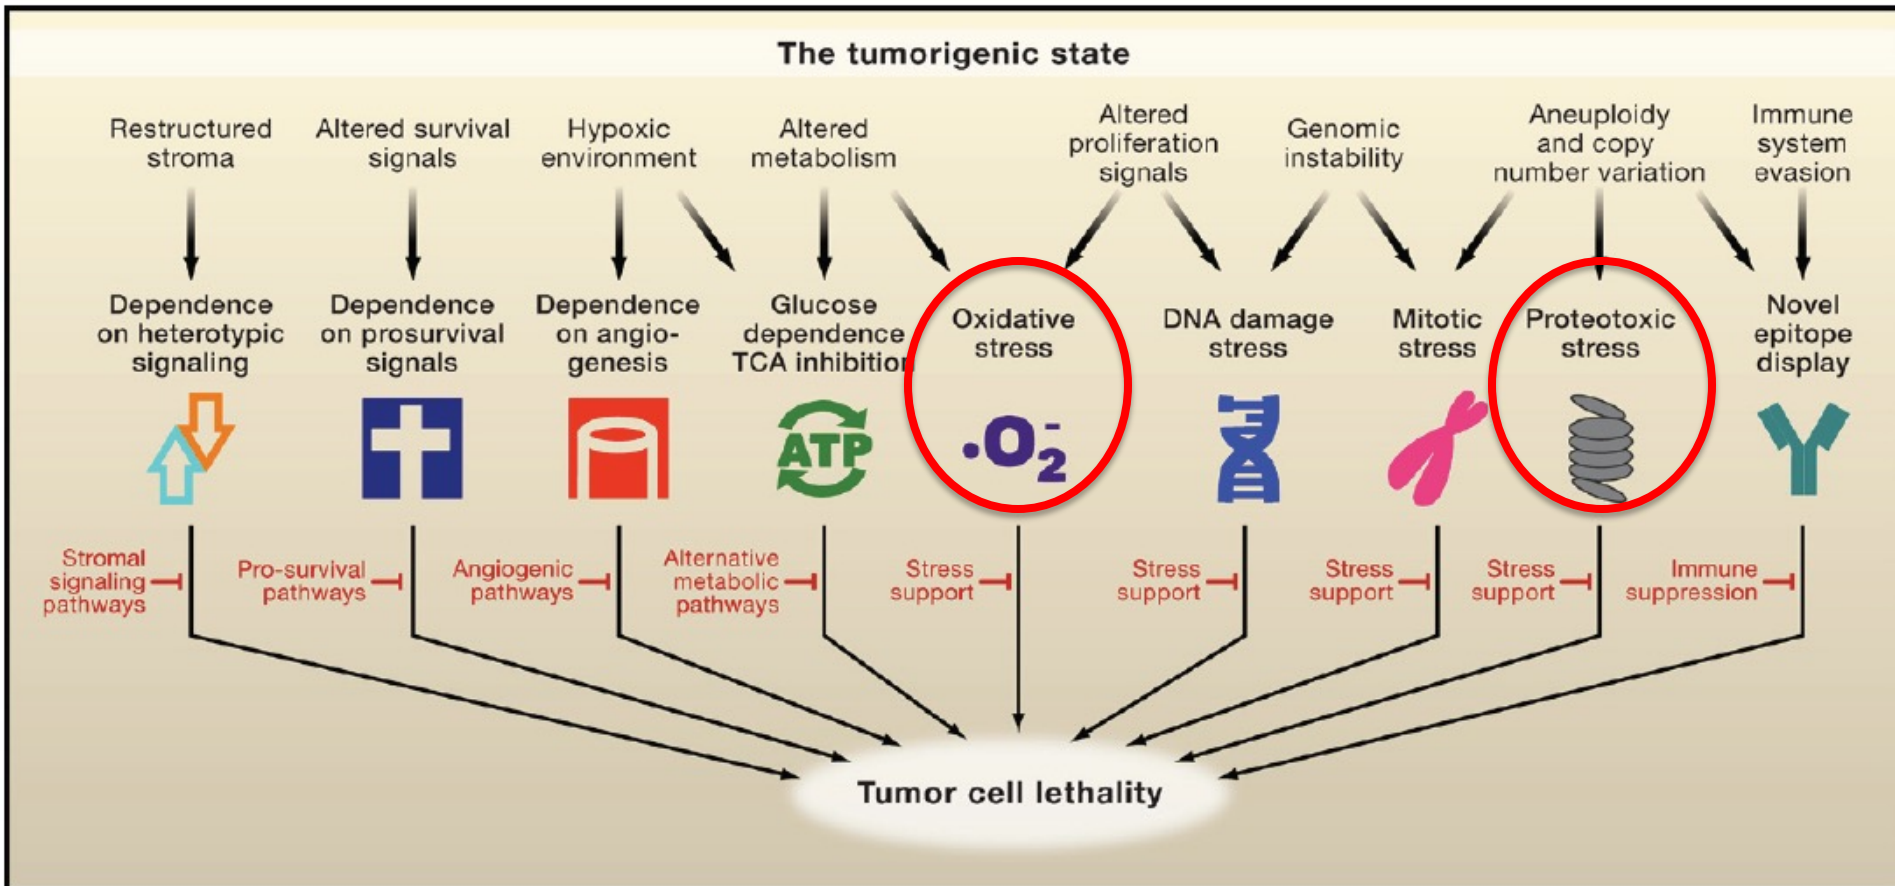 The tumorigenic state
Restructured
stroma
Altered survival
signals
Hypoxic
environment
Altered
metabolism
Altered
proliferation
signals
Genomic
instability
Aneuploidy
and copy
number variation
Immune
system
evasion
Dependence
on heterotypic
signaling
Dependence
on prosurvival
signals
Dependence
on angio-
genesis
Glucose
dependence
TCA inhibition
Oxidative
stress
DNA damage
stress
Mitotic
stress
Proteotoxic
stress
Novel
epitope
display
ATP
·O₂⁻
Stromal
signaling
pathways
Pro-survival
pathways
Angiogenic
pathways
Alternative
metabolic
pathways
Stress
support
Stress
support
Stress
support
Stress
support
Immune
suppression
Tumor cell lethality